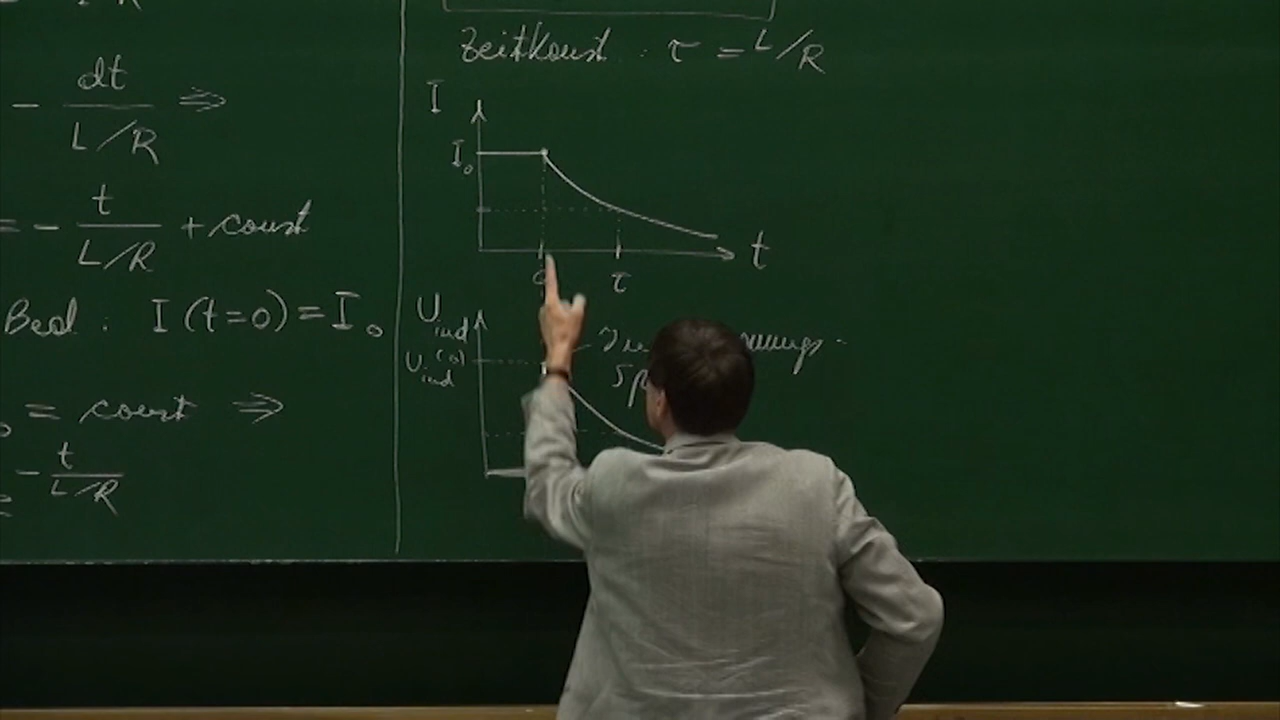 - dt / L/R ⇒
= - t / L/R + const
Bed. : I (t=0) = I₀
= const ⇒
- t / L/R
Zeitkonst. : τ = L/R
I
I₀
t
τ
U_ind
U_ind^(0)